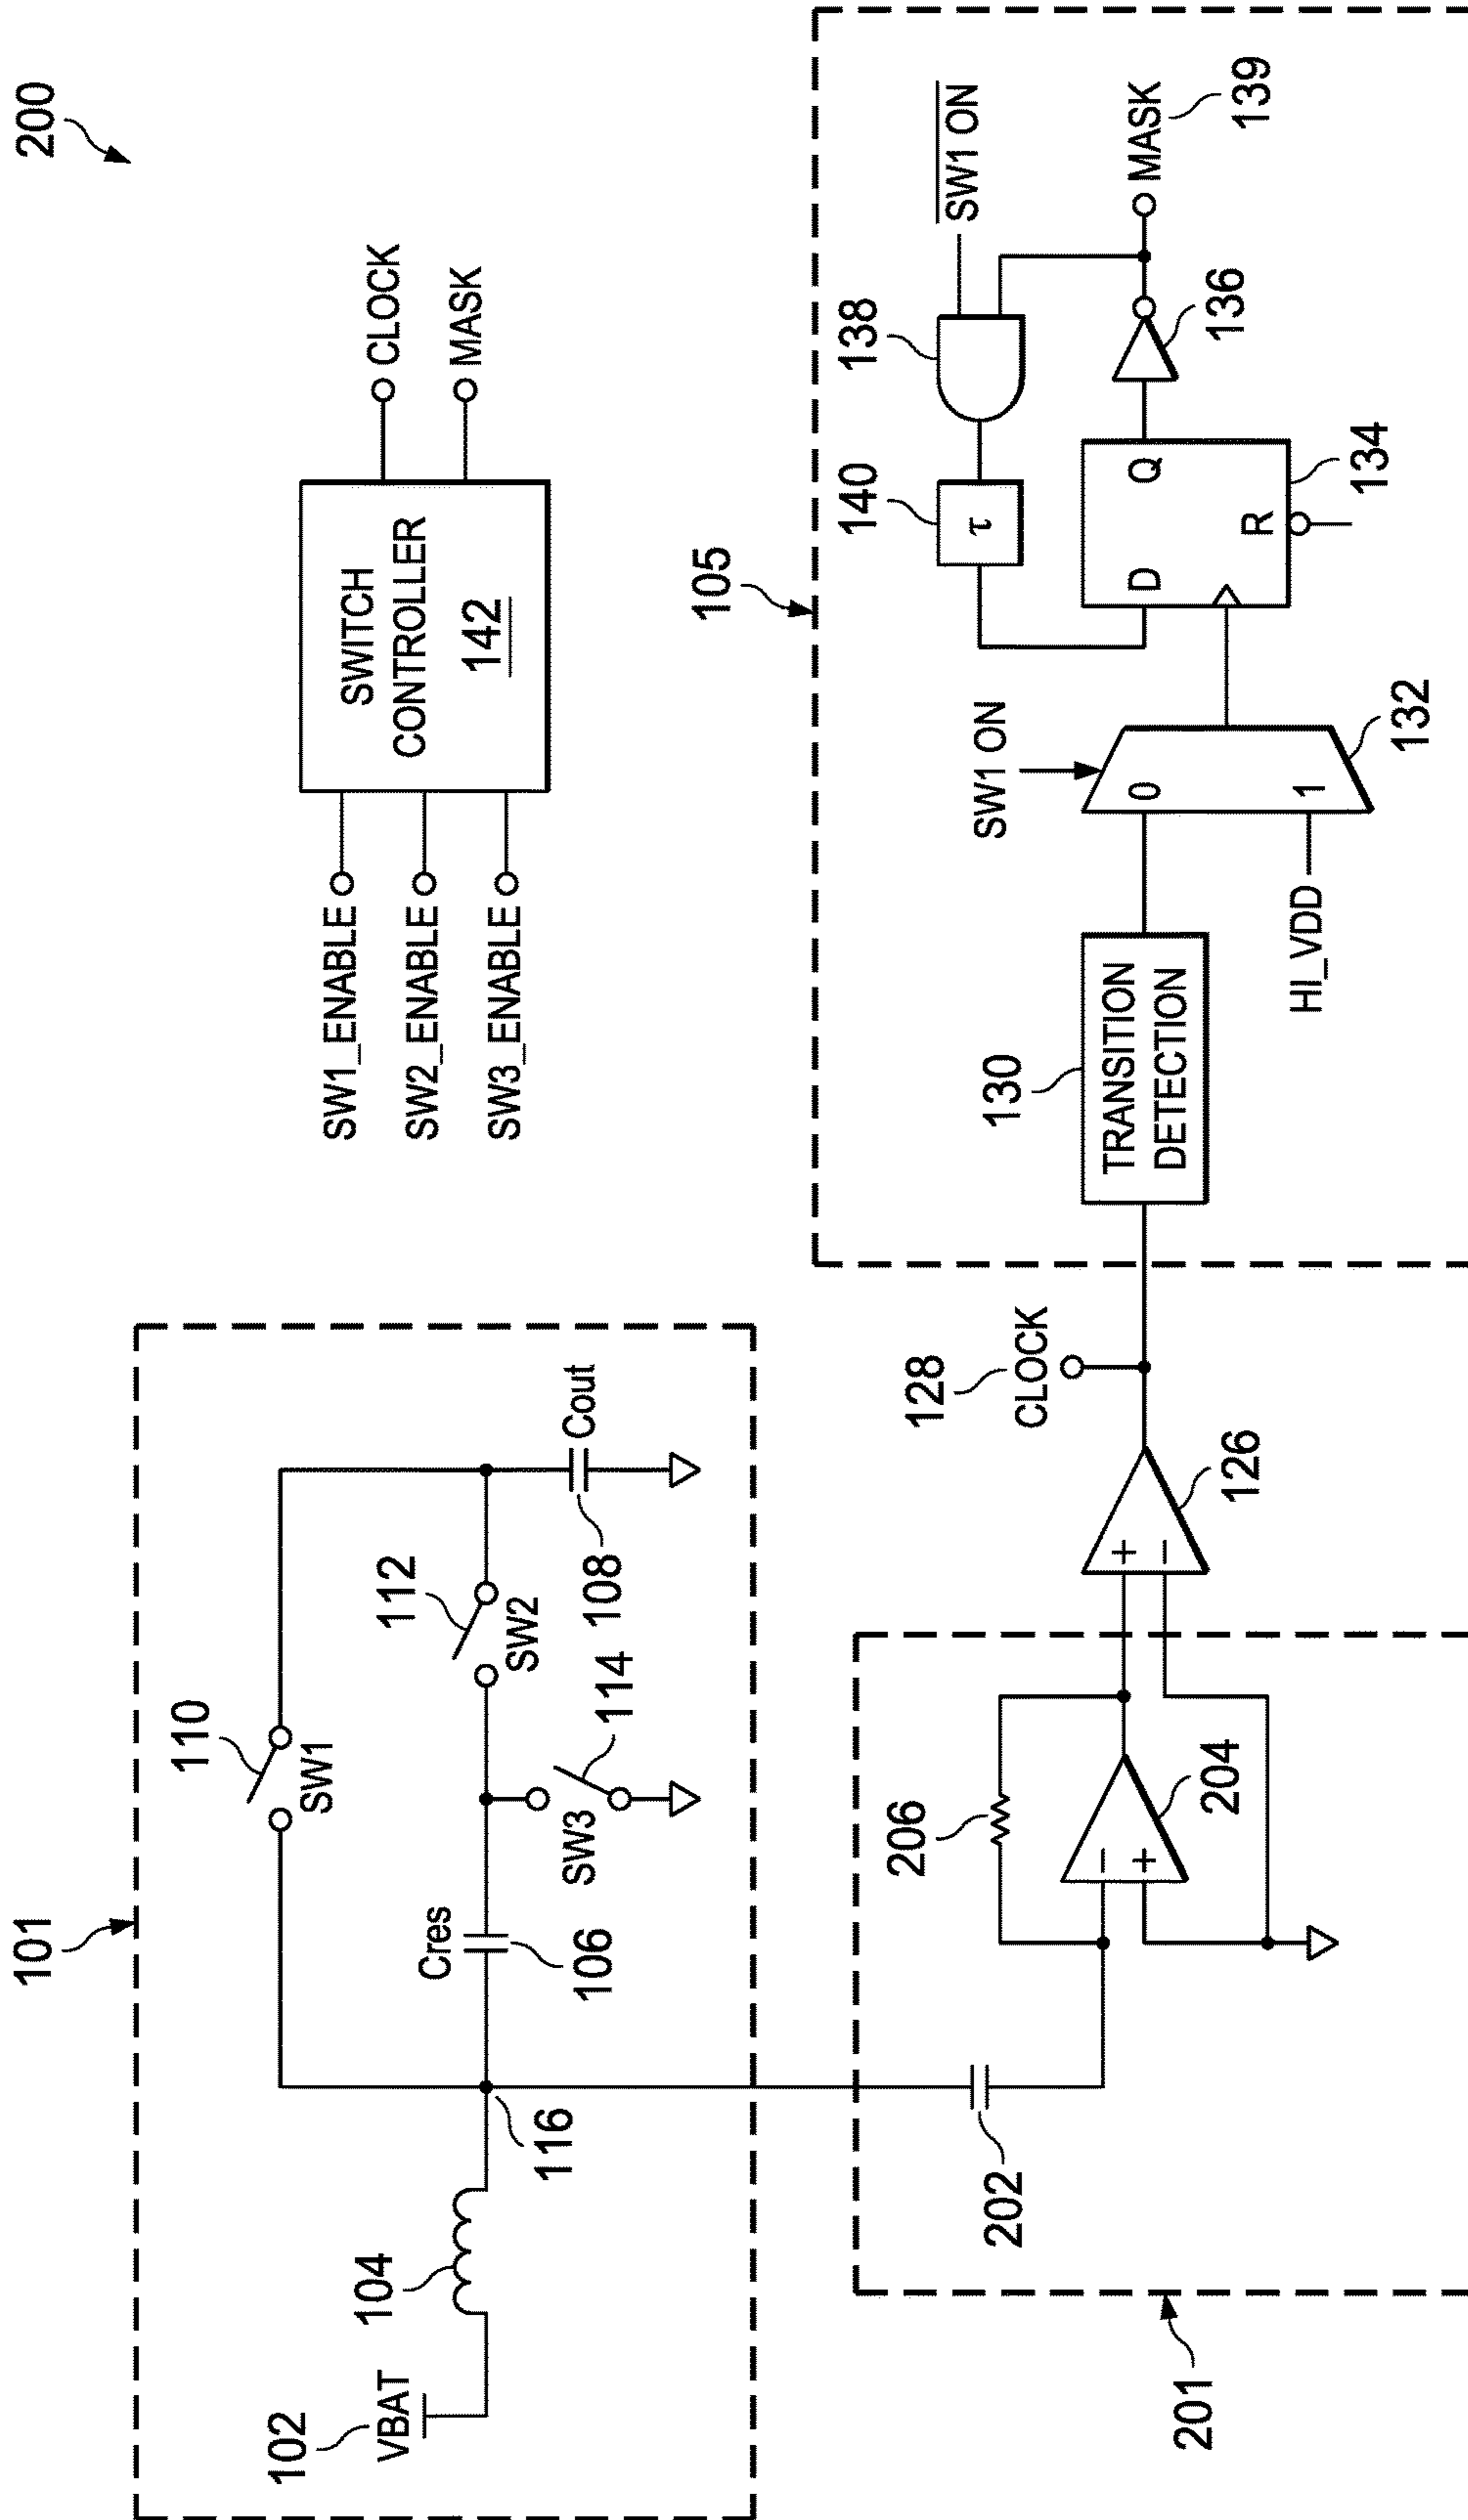 200
101
110
SW1
112
SW2
Cres
106
SW3
114
108
Cout
116
104
102
VBAT
SW1_ENABLE
SW2_ENABLE
SW3_ENABLE
SWITCH
CONTROLLER
142
CLOCK
MASK
201
202
206
204
−
+
+
−
126
128
CLOCK
105
130
TRANSITION
DETECTION
SW1 ON
0
1
HI_VDD
132
140
τ
138
SW1 ON
D
Q
R
134
136
MASK
139